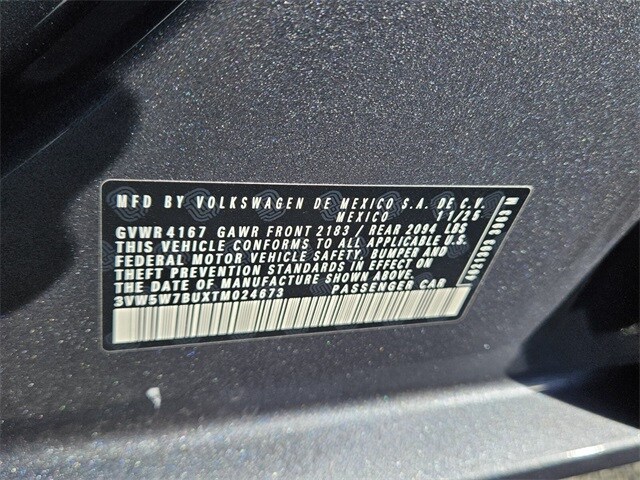 MFD BY VOLKSWAGEN DE MEXICO S.A. DE C.V.
MEXICO 11/25
GVWR 4167 GAWR FRONT 2183 / REAR 2094 LBS
THIS VEHICLE CONFORMS TO ALL APPLICABLE U.S.
FEDERAL MOTOR VEHICLE SAFETY, BUMPER AND
THEFT PREVENTION STANDARDS IN EFFECT ON
THE DATE OF MANUFACTURE SHOWN ABOVE.
3VW5W7BUXTM024673 PASSENGER CAR